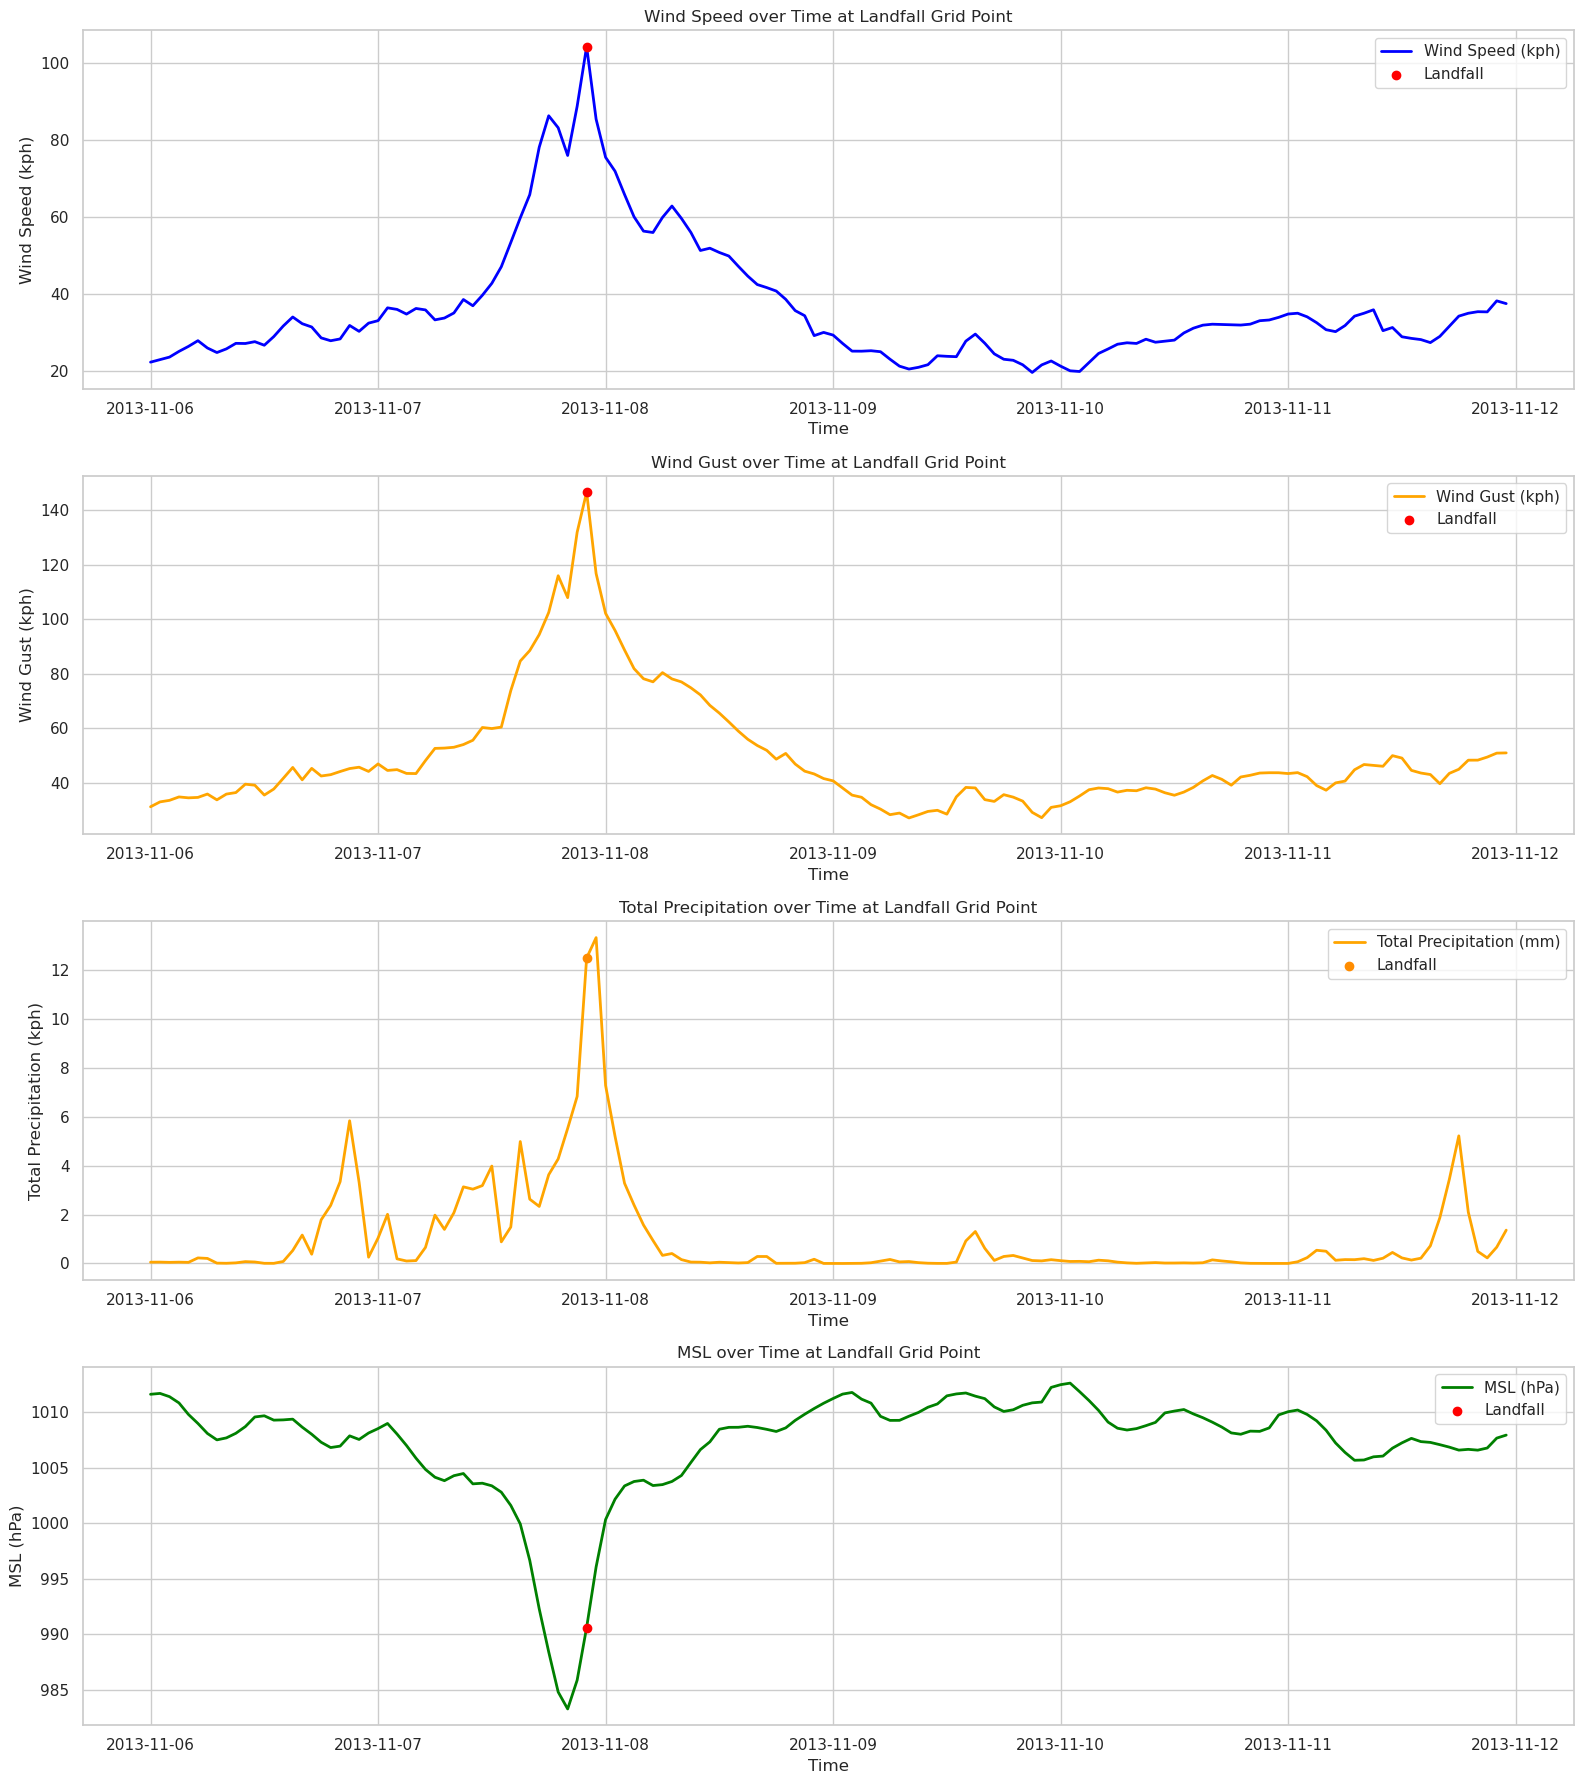 Wind Speed over Time at Landfall Grid Point
Wind Speed (kph)
Landfall
100
80
60
40
20
Wind Speed (kph)
2013-11-06 2013-11-07 2013-11-08 2013-11-09 2013-11-10 2013-11-11 2013-11-12
Time
Wind Gust over Time at Landfall Grid Point
Wind Gust (kph)
Landfall
140
120
100
80
60
40
Wind Gust (kph)
2013-11-06 2013-11-07 2013-11-08 2013-11-09 2013-11-10 2013-11-11 2013-11-12
Time
Total Precipitation over Time at Landfall Grid Point
Total Precipitation (mm)
Landfall
12
10
8
6
4
2
0
Total Precipitation (kph)
2013-11-06 2013-11-07 2013-11-08 2013-11-09 2013-11-10 2013-11-11 2013-11-12
Time
MSL over Time at Landfall Grid Point
MSL (hPa)
Landfall
1010
1005
1000
995
990
985
MSL (hPa)
2013-11-06 2013-11-07 2013-11-08 2013-11-09 2013-11-10 2013-11-11 2013-11-12
Time